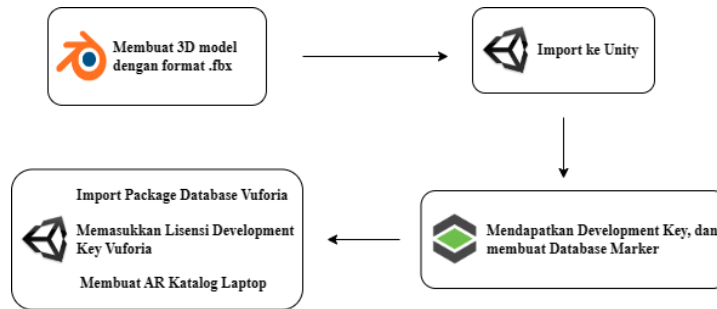 Membuat 3D model
dengan format .fbx
Import ke Unity
Mendapatkan Development Key, dan
membuat Database Marker
Import Package Database Vuforia
Memasukkan Lisensi Development
Key Vuforia
Membuat AR Katalog Laptop